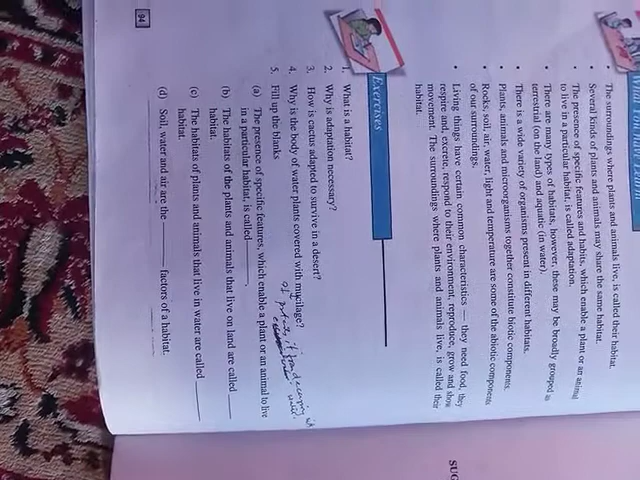 The surroundings where plants and animals live, is called their habitat.
Several kinds of plants and animals may share the same habitat.
The presence of specific features and habits, which enable a plant or an animal
to live in a particular habitat, is called adaptation.
There are many types of habitats, however, these may be broadly grouped as
terrestrial (on the land) and aquatic (in water).
There is a wide variety of organisms present in different habitats.
Plants, animals and microorganisms together constitute biotic components.
Rocks, soil, air, water, light and temperature are some of the abiotic components
of our surroundings.
Living things have certain common characteristics — they need food, they
respire and, excrete, respond to their environment, reproduce, grow and show
movement. The surroundings where plants and animals live, is called their
habitat.
Exercises
1. What is a habitat?
2. Why is adaptation necessary?
3. How is cactus adapted to survive in a desert?
4. Why is the body of water plants covered with mucilage?
5. Fill up the blanks
(a) The presence of specific features, which enable a plant or an animal to live
in a particular habitat, is called ______.
(b) The habitats of the plants and animals that live on land are called ____
habitat.
(c) The habitats of plants and animals that live in water are called ____
habitat.
(d) Soil, water and air are the ______ factors of a habitat.
94
SUG